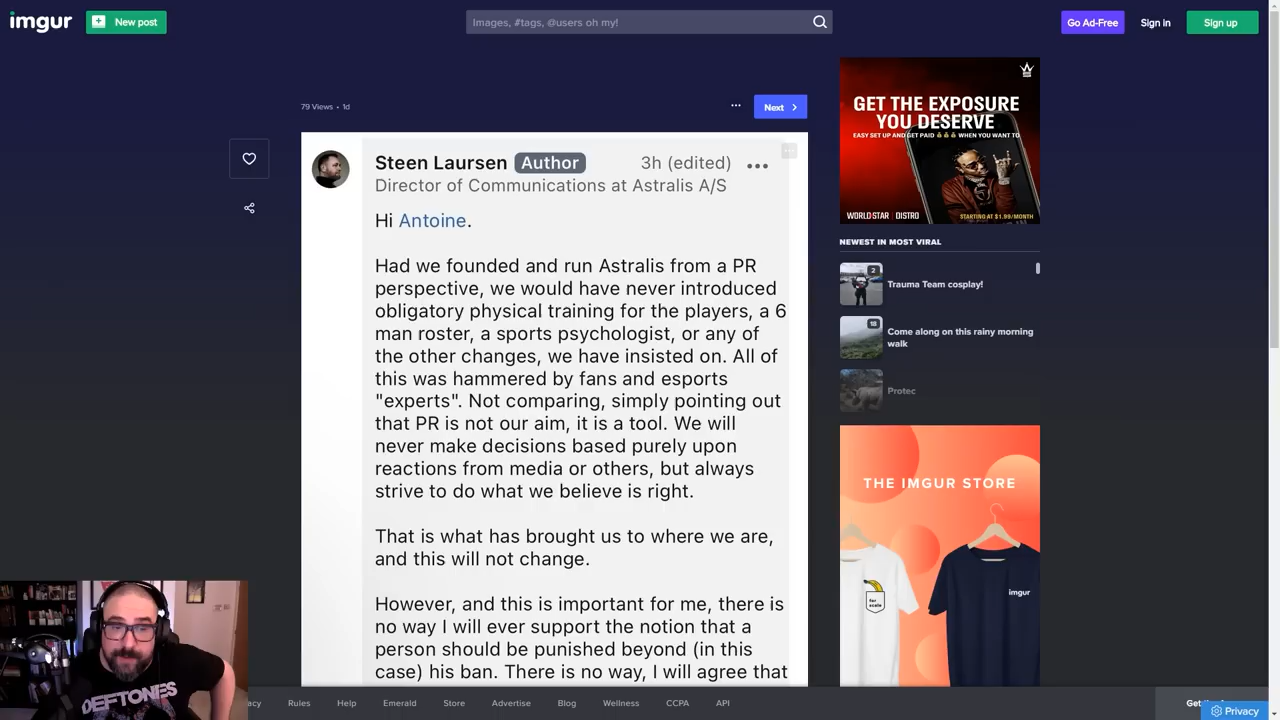 imgur
New post
Images, #tags, @users oh my!
Go Ad-Free
Sign in
Sign up
79 Views • 1d
Next
Steen Laursen Author 3h (edited)
Director of Communications at Astralis A/S
Hi Antoine.
Had we founded and run Astralis from a PR
perspective, we would have never introduced
obligatory physical training for the players, a 6
man roster, a sports psychologist, or any of
the other changes, we have insisted on. All of
this was hammered by fans and esports
"experts". Not comparing, simply pointing out
that PR is not our aim, it is a tool. We will
never make decisions based purely upon
reactions from media or others, but always
strive to do what we believe is right.
That is what has brought us to where we are,
and this will not change.
However, and this is important for me, there is
no way I will ever support the notion that a
person should be punished beyond (in this
case) his ban. There is no way, I will agree that
GET THE EXPOSURE
YOU DESERVE
EASY SET UP AND GET PAID WHEN YOU WANT TO
WORLD STAR DISTRO
STARTING AT $1.99/MONTH
NEWEST IN MOST VIRAL
2
Trauma Team cosplay!
18
Come along on this rainy morning
walk
Protec
THE IMGUR STORE
for
scale
imgur
DEFTONES
acy
Rules
Help
Emerald
Store
Advertise
Blog
Wellness
CCPA
API
Get
Privacy